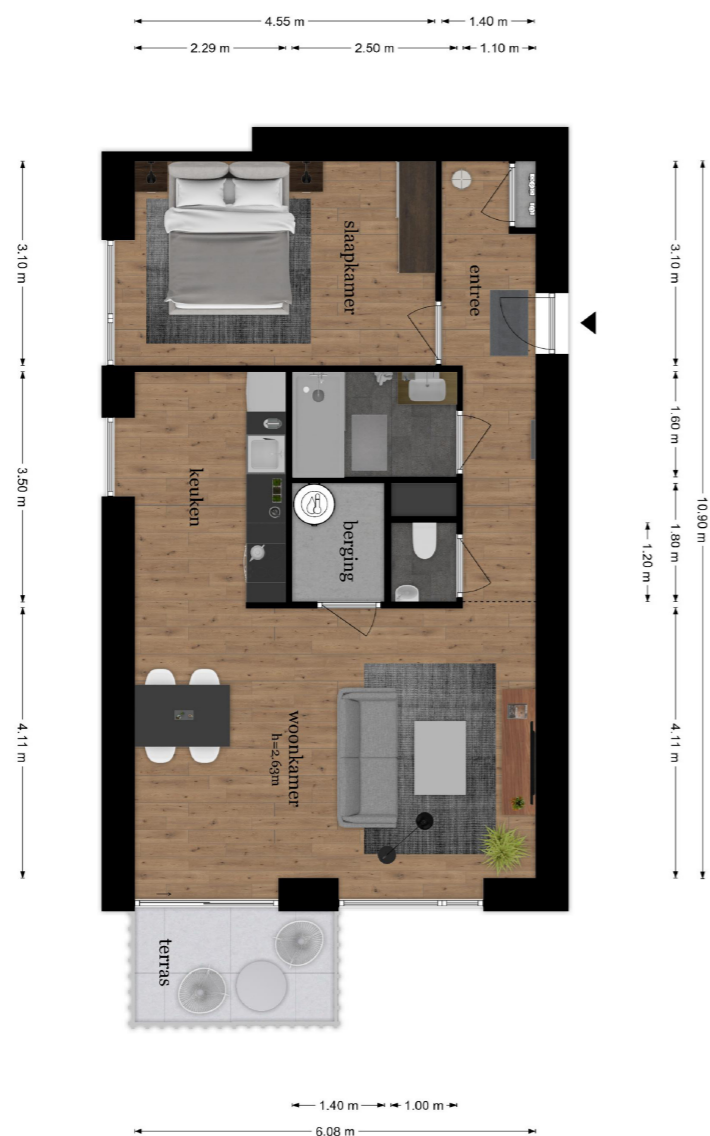 4.55 m
1.40 m
2.29 m
2.50 m
1.10 m
3.10 m
3.50 m
4.11 m
slaapkamer
entree
keuken
berging
woonkamer
h=2.63m
terras
3.10 m
1.60 m
1.80 m
1.20 m
4.11 m
10.90 m
1.40 m
1.00 m
6.08 m